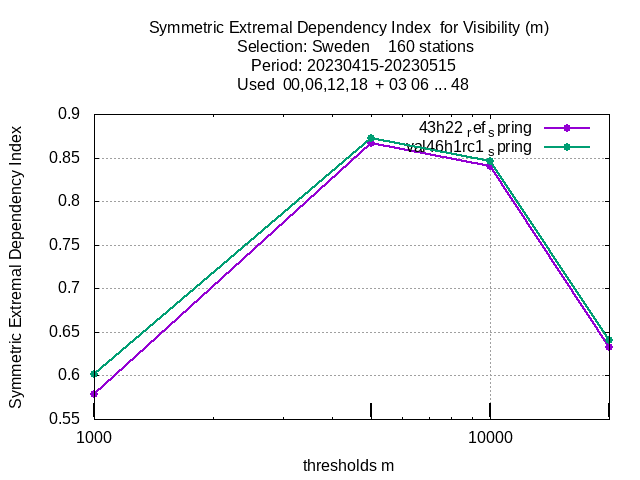 Symmetric Extremal Dependency Index  for Visibility (m)
Selection: Sweden    160 stations
Period: 20230415-20230515
Used  00,06,12,18  + 03 06 ... 48
0.9
0.85
0.8
0.75
0.7
0.65
0.6
0.55
Symmetric Extremal Dependency Index
43h22_ref_spring
val46h1rc1_spring
1000
10000
thresholds m